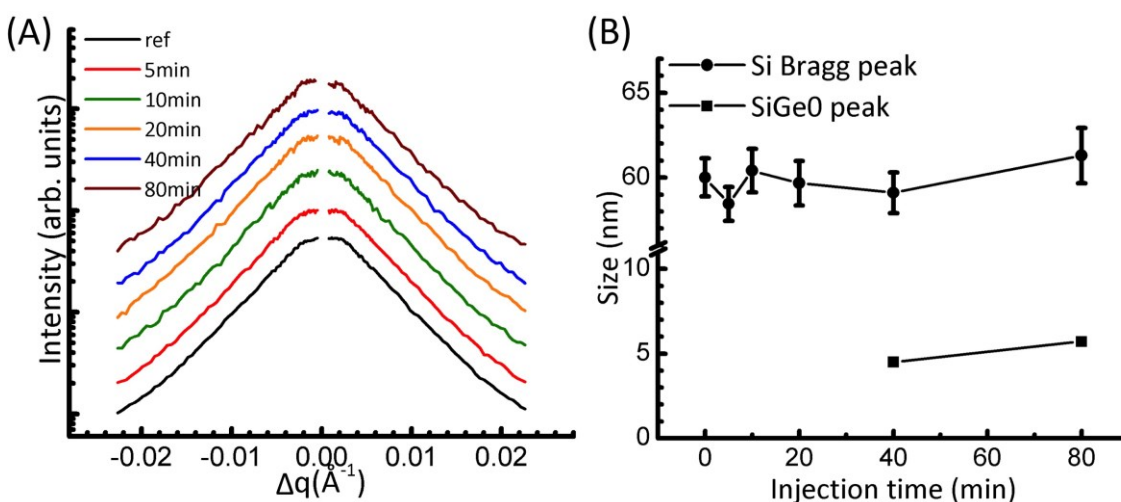 (A)
ref
5min
10min
20min
40min
80min
Intensity (arb. units)
-0.02 -0.01 0.00 0.01 0.02
Δq(Å⁻¹)
(B)
Si Bragg peak
SiGe0 peak
65
60
10
5
0
Size (nm)
0 20 40 60 80
Injection time (min)